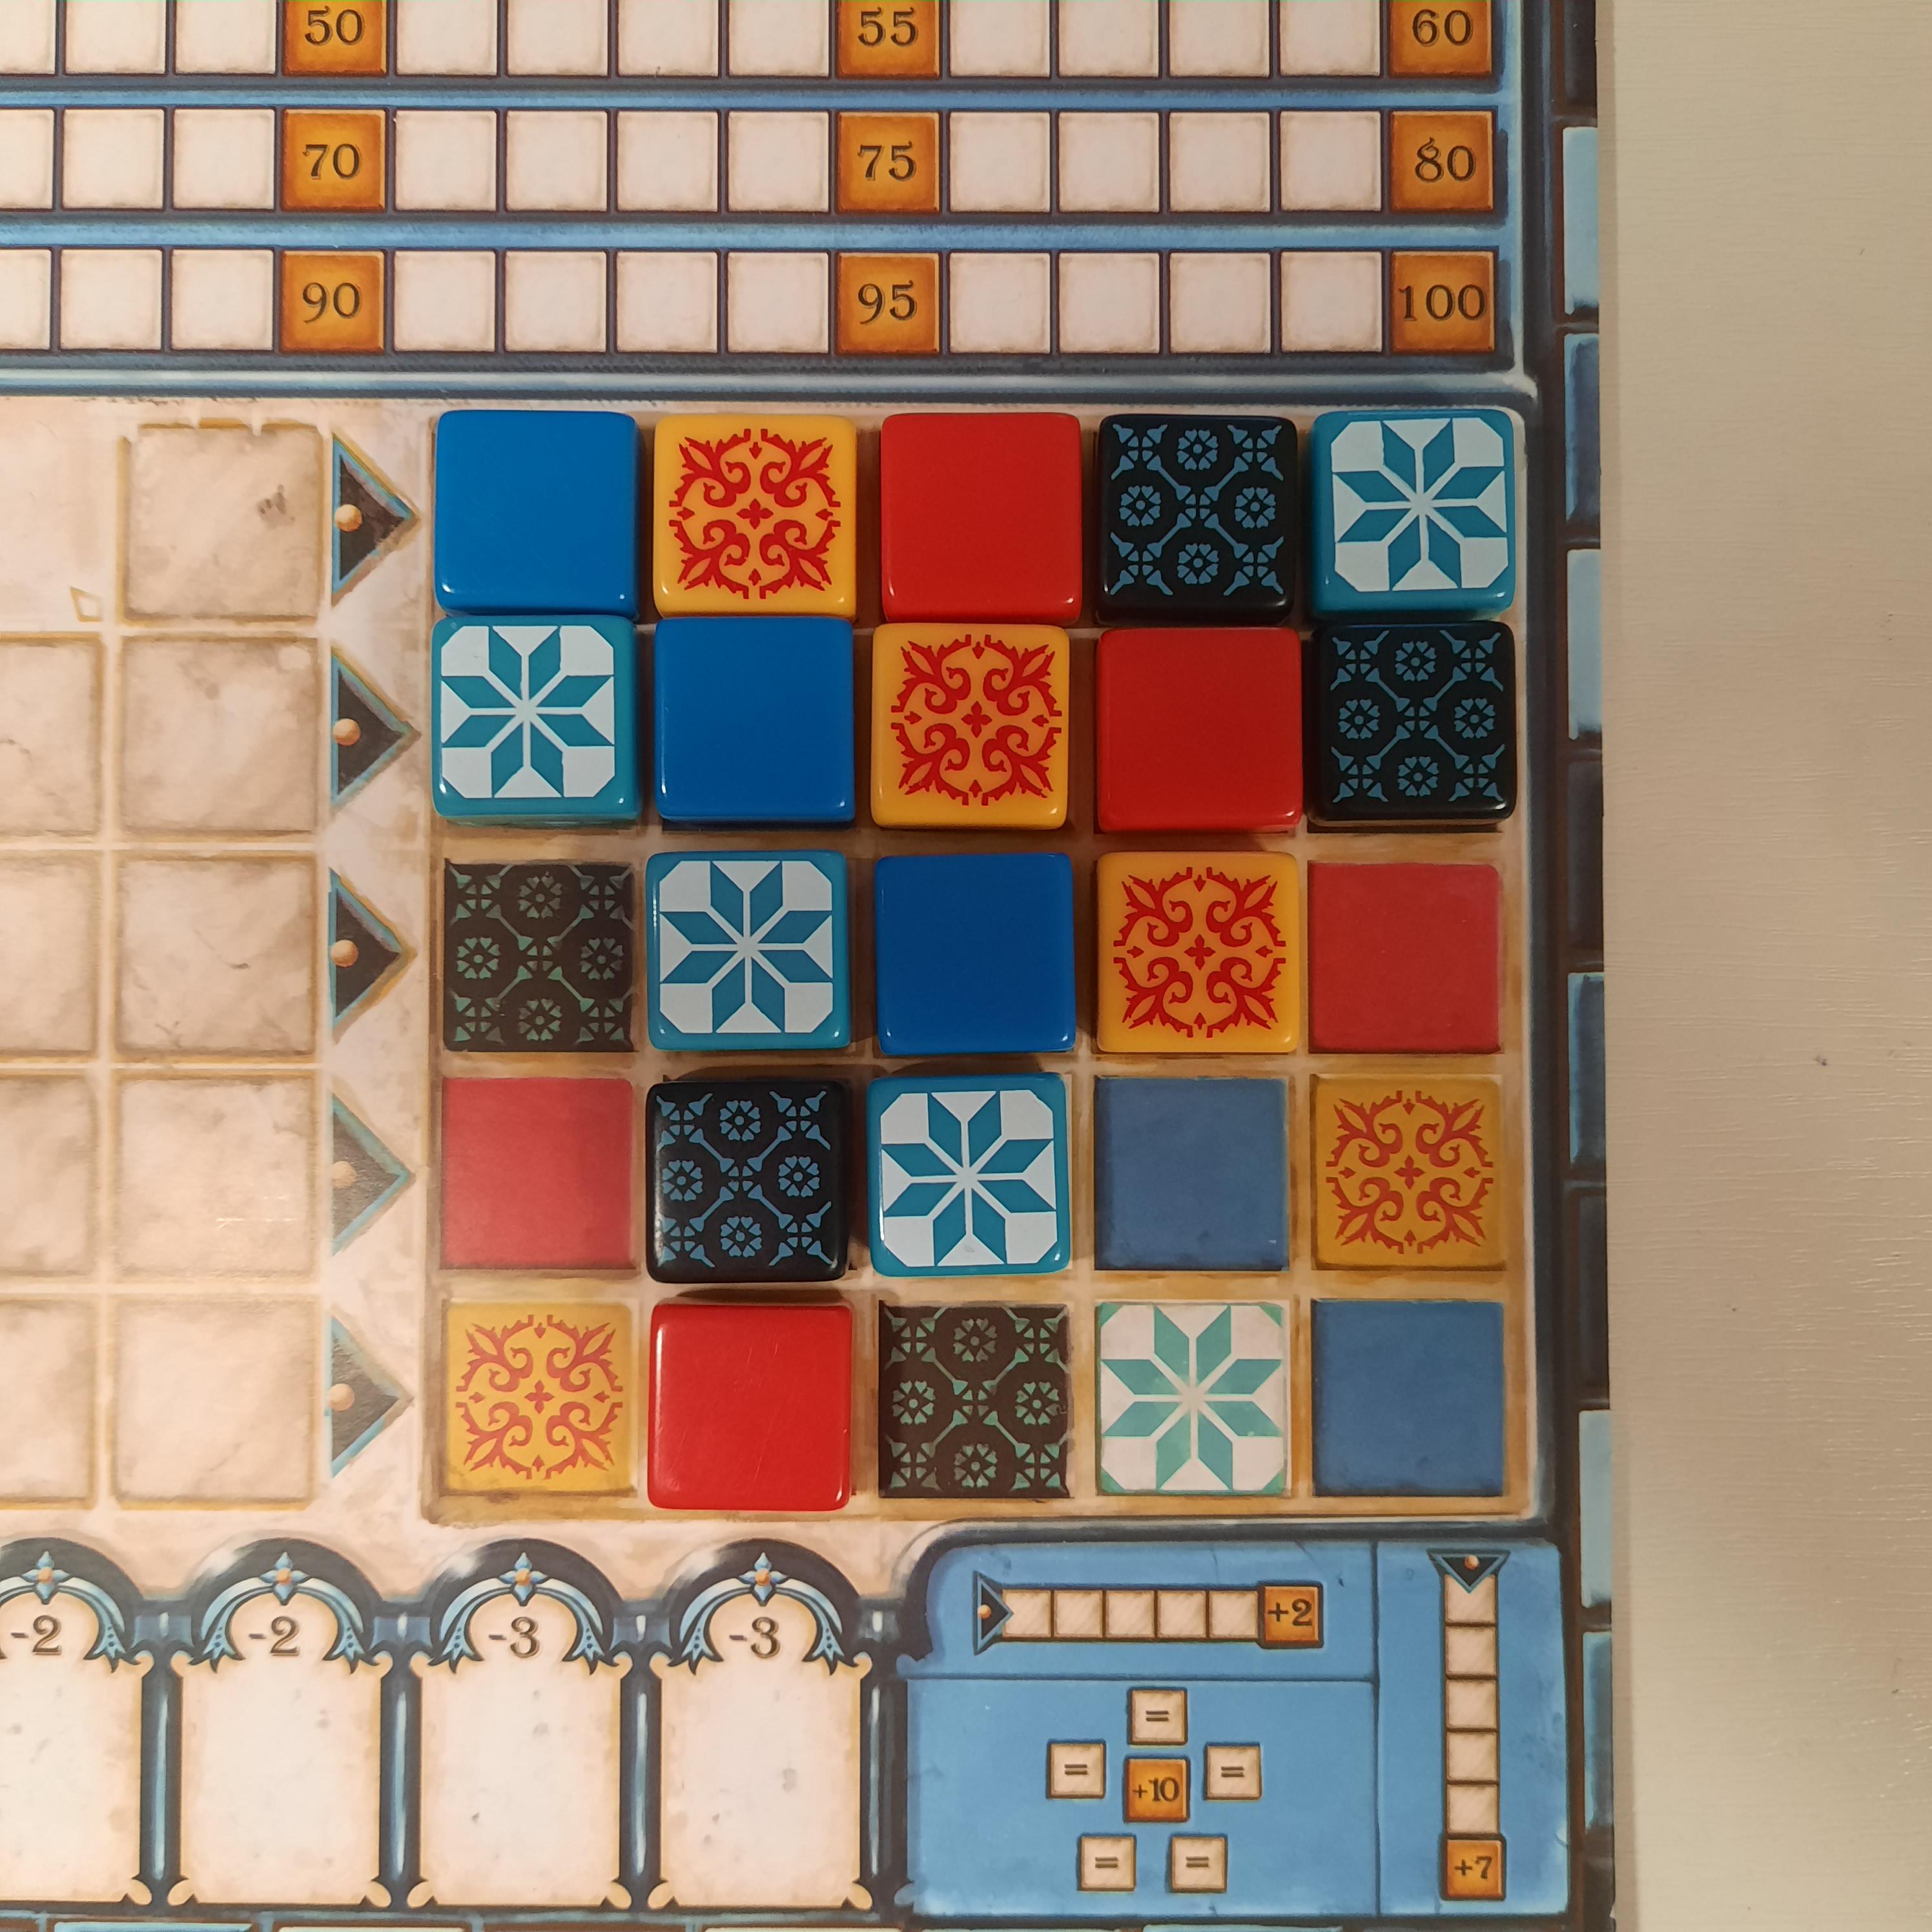 50 55 60
70 75 80
90 95 100
-2 -2 -3 -3
+2
=
= +10 =
= =
+7